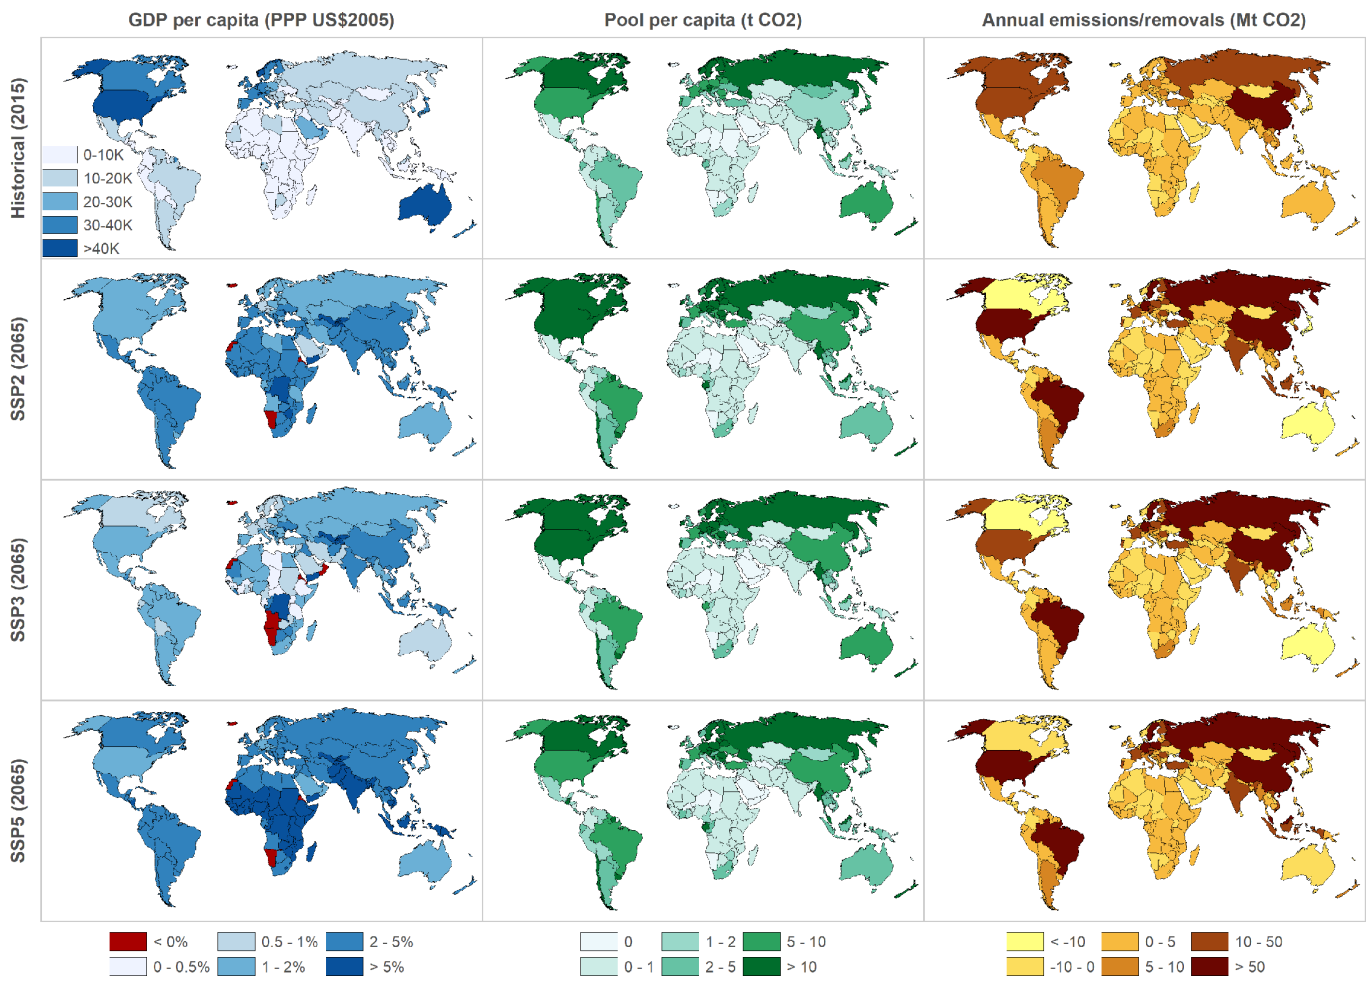 GDP per capita (PPP US$2005)
Pool per capita (t CO2)
Annual emissions/removals (Mt CO2)
Historical (2015)
0-10K
10-20K
20-30K
30-40K
>40K
SSP2 (2065)
SSP3 (2065)
SSP5 (2065)
< 0%
0.5 - 1%
2 - 5%
0 - 0.5%
1 - 2%
> 5%
0
1 - 2
5 - 10
0 - 1
2 - 5
> 10
< -10
0 - 5
10 - 50
-10 - 0
5 - 10
> 50